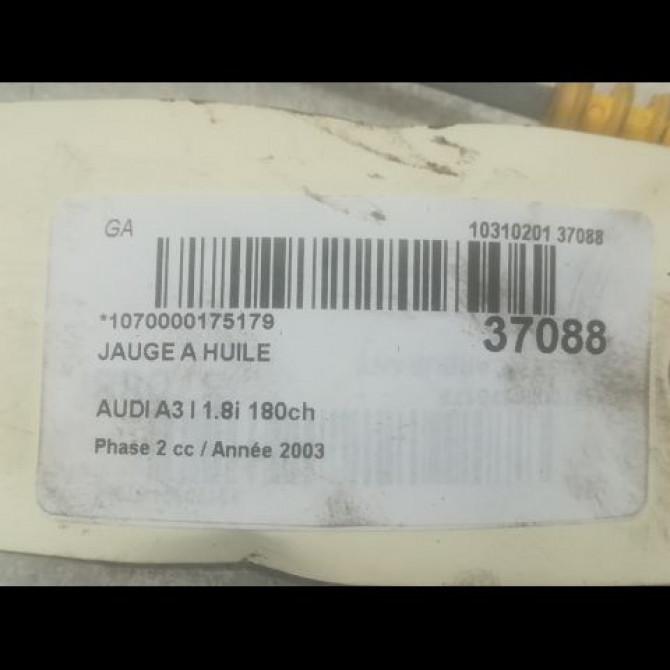 GA
10310201 37088
*1070000175179
37088
JAUGE A HUILE
AUDI A3 I 1.8i 180ch
Phase 2 cc / Année 2003